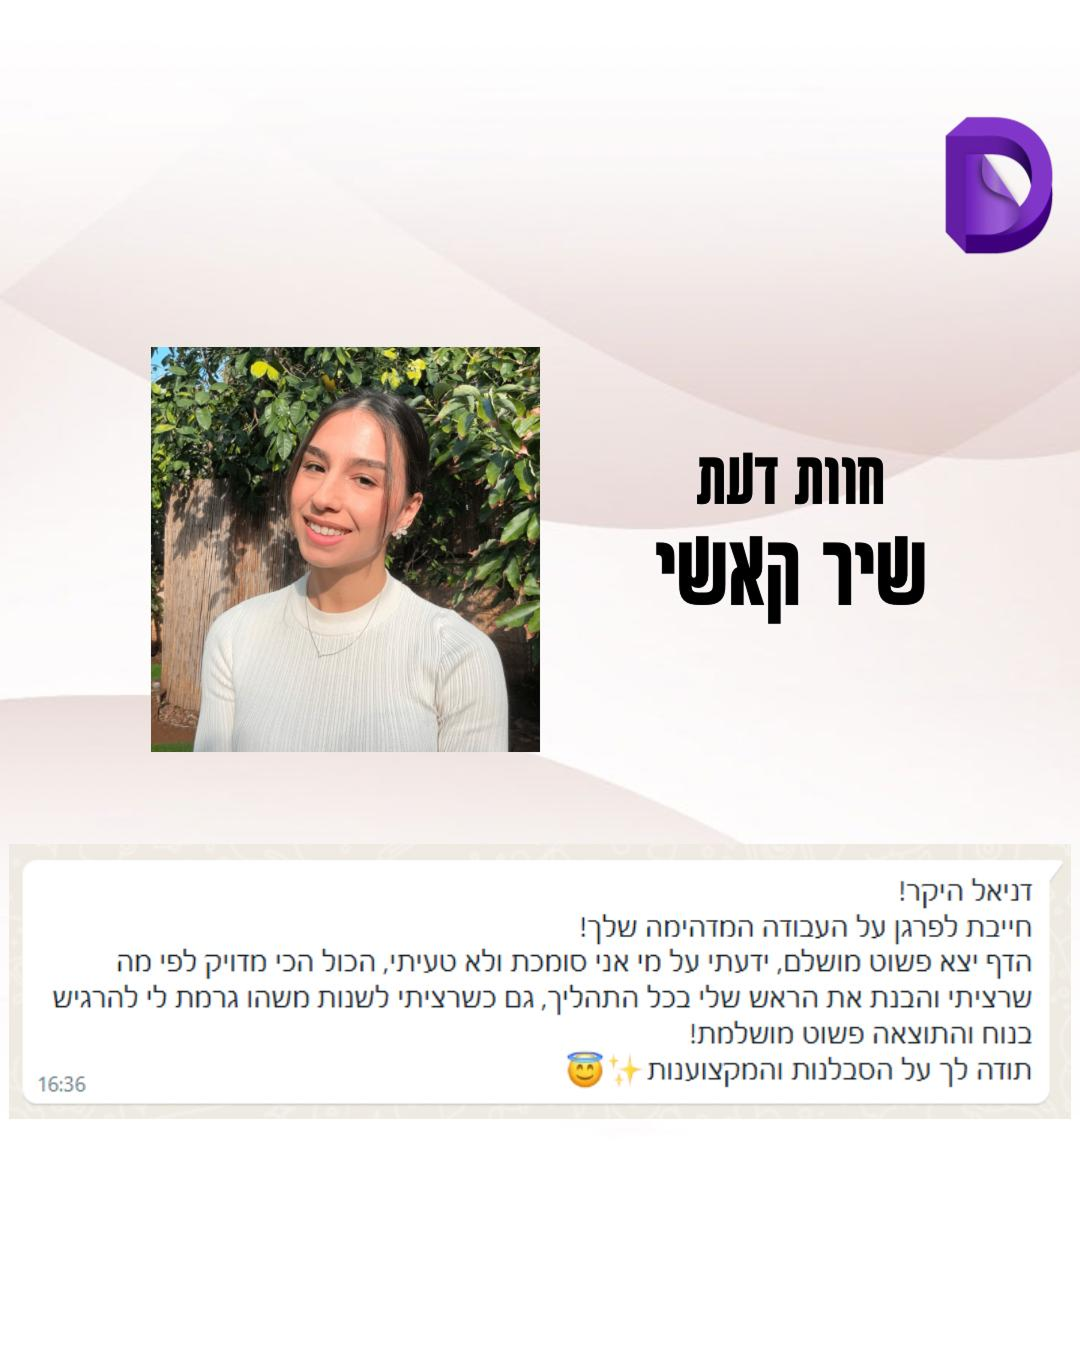 חוות דעת
שיר קאשי
דניאל היקר!
חייבת לפרגן על העבודה המדהימה שלך!
הדף יצא פשוט מושלם, ידעתי על מי אני סומכת ולא טעיתי, הכול הכי מדויק לפי מה
שרציתי והבנת את הראש שלי בכל התהליך, גם כשרציתי לשנות משהו גרמת לי להרגיש
בנוח והתוצאה פשוט מושלמת!
תודה לך על הסבלנות והמקצוענות ✨😇
16:36